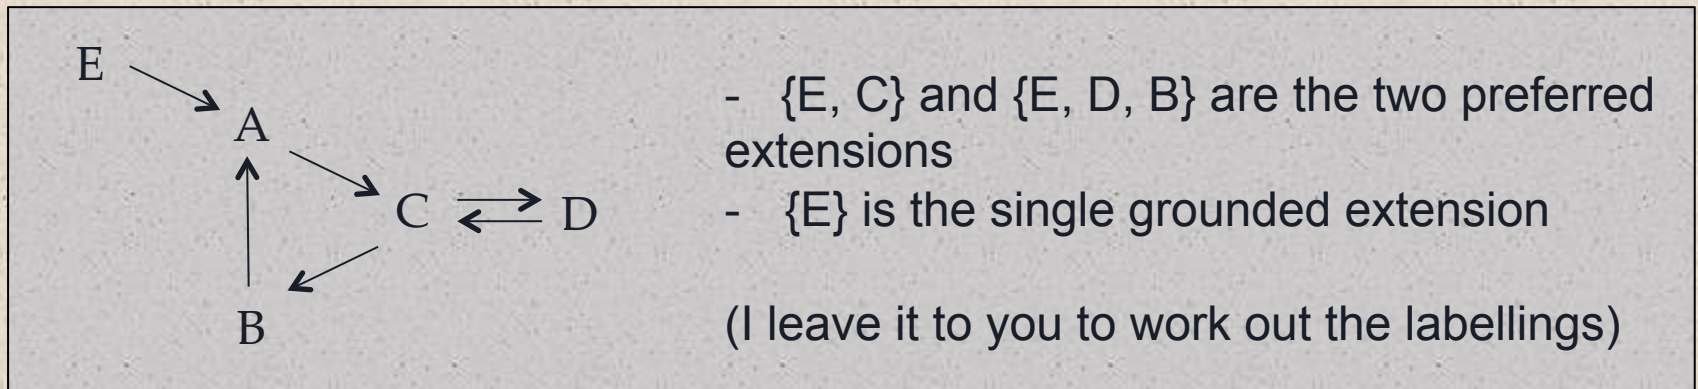 E
A
C
D
B
- {E, C} and {E, D, B} are the two preferred
extensions
- {E} is the single grounded extension
(I leave it to you to work out the labellings)